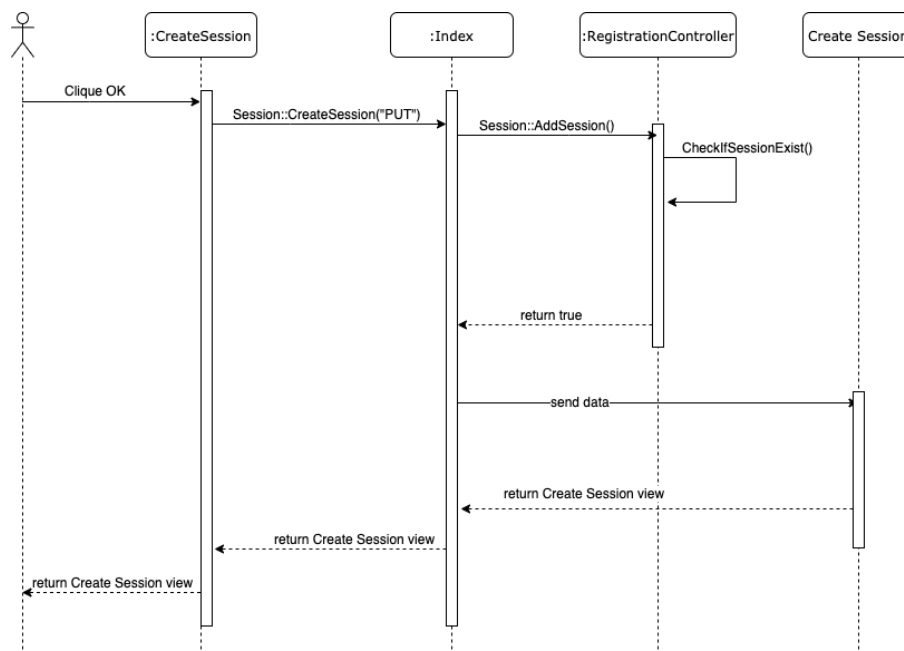 :CreateSession
:Index
:RegistrationController
Create Session
Clique OK
Session::CreateSession("PUT")
Session::AddSession()
CheckIfSessionExist()
return true
send data
return Create Session view
return Create Session view
return Create Session view